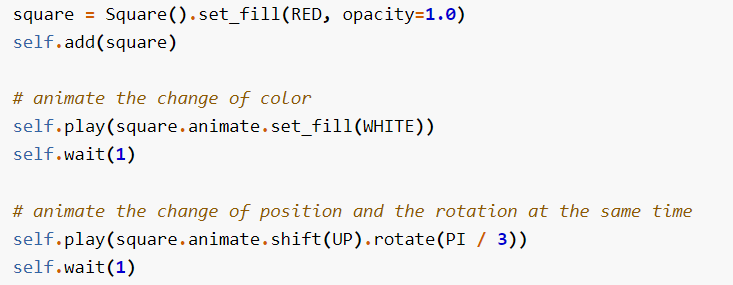 square = Square().set_fill(RED, opacity=1.0)
self.add(square)
# animate the change of color
self.play(square.animate.set_fill(WHITE))
self.wait(1)
# animate the change of position and the rotation at the same time
self.play(square.animate.shift(UP).rotate(PI / 3))
self.wait(1)